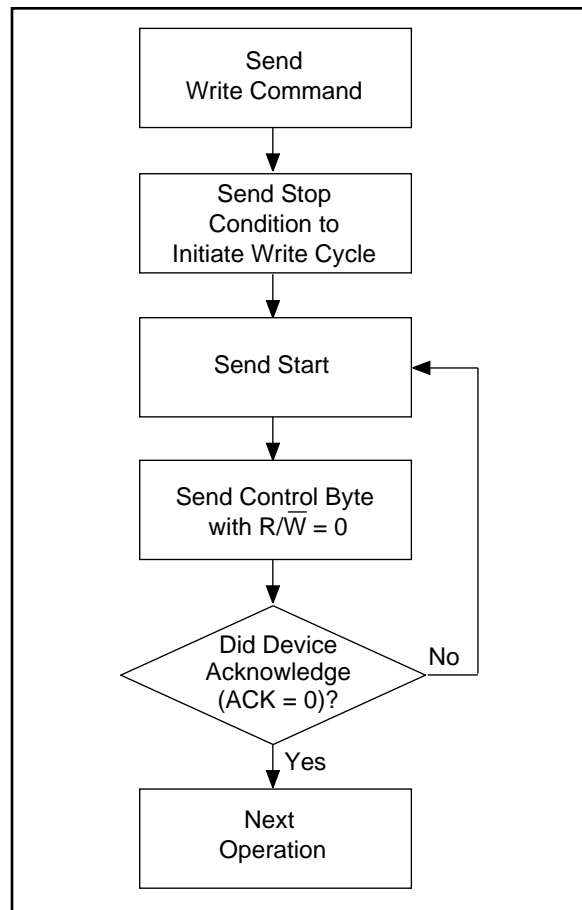 Send
Write Command
Send Stop
Condition to
Initiate Write Cycle
Send Start
Send Control Byte
with R/W̅ = 0
Did Device
Acknowledge
(ACK = 0)?
No
Yes
Next
Operation